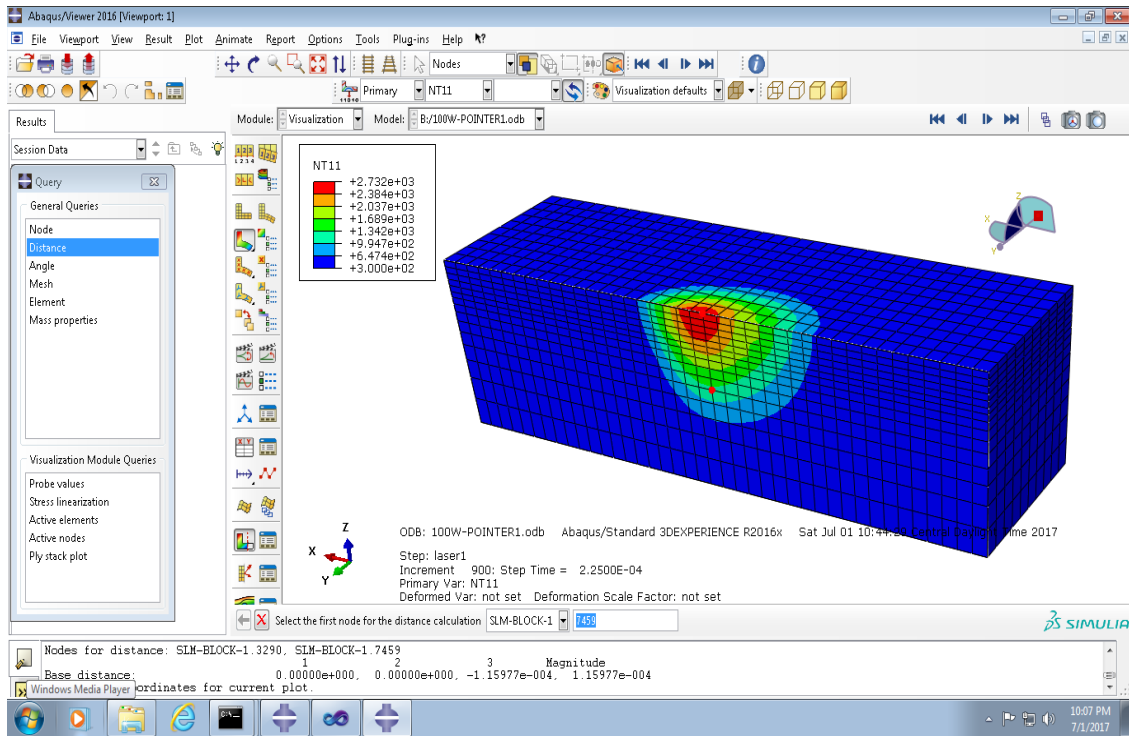 Abaqus/Viewer 2016 [Viewport: 1]
File Viewport View Result Plot Animate Report Options Tools Plug-ins Help
Nodes
Primary NT11 Visualization defaults
Results Module: Visualization Model: B:/100W-POINTER1.odb
Session Data
Query
General Queries
Node
Distance
Angle
Mesh
Element
Mass properties
Visualization Module Queries
Probe values
Stress linearization
Active elements
Active nodes
Ply stack plot
NT11
+2.732e+03
+2.384e+03
+2.037e+03
+1.689e+03
+1.342e+03
+9.947e+02
+6.474e+02
+3.000e+02
Z
X
Y
Z
X
Y
ODB: 100W-POINTER1.odb Abaqus/Standard 3DEXPERIENCE R2016x Sat Jul 01 Time 2017
Step: laser1
Increment 900: Step Time = 2.2500E-04
Primary Var: NT11
Deformed Var: not set Deformation Scale Factor: not set
Select the first node for the distance calculation SLM-BLOCK-1 7459
SIMULIA
Nodes for distance: SLM-BLOCK-1.3290, SLM-BLOCK-1.7459
1 2 3 Magnitude
Base distance: 0.00000e+000, 0.00000e+000, -1.15977e-004, 1.15977e-004
Windows Media Player ordinates for current plot.
10:07 PM
7/1/2017